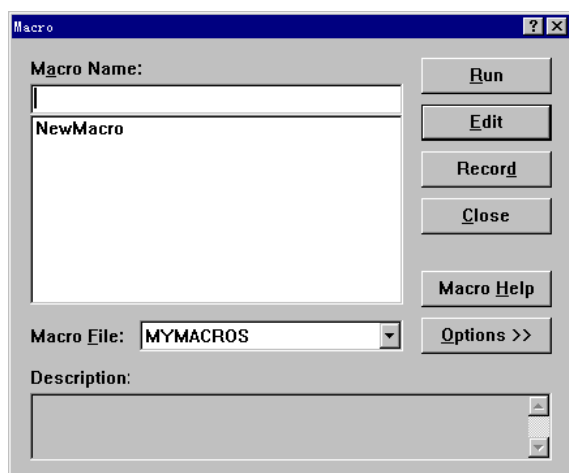 Macro
Macro Name:
NewMacro
Run
Edit
Record
Close
Macro Help
Macro File:
MYMACROS
Options >>
Description: